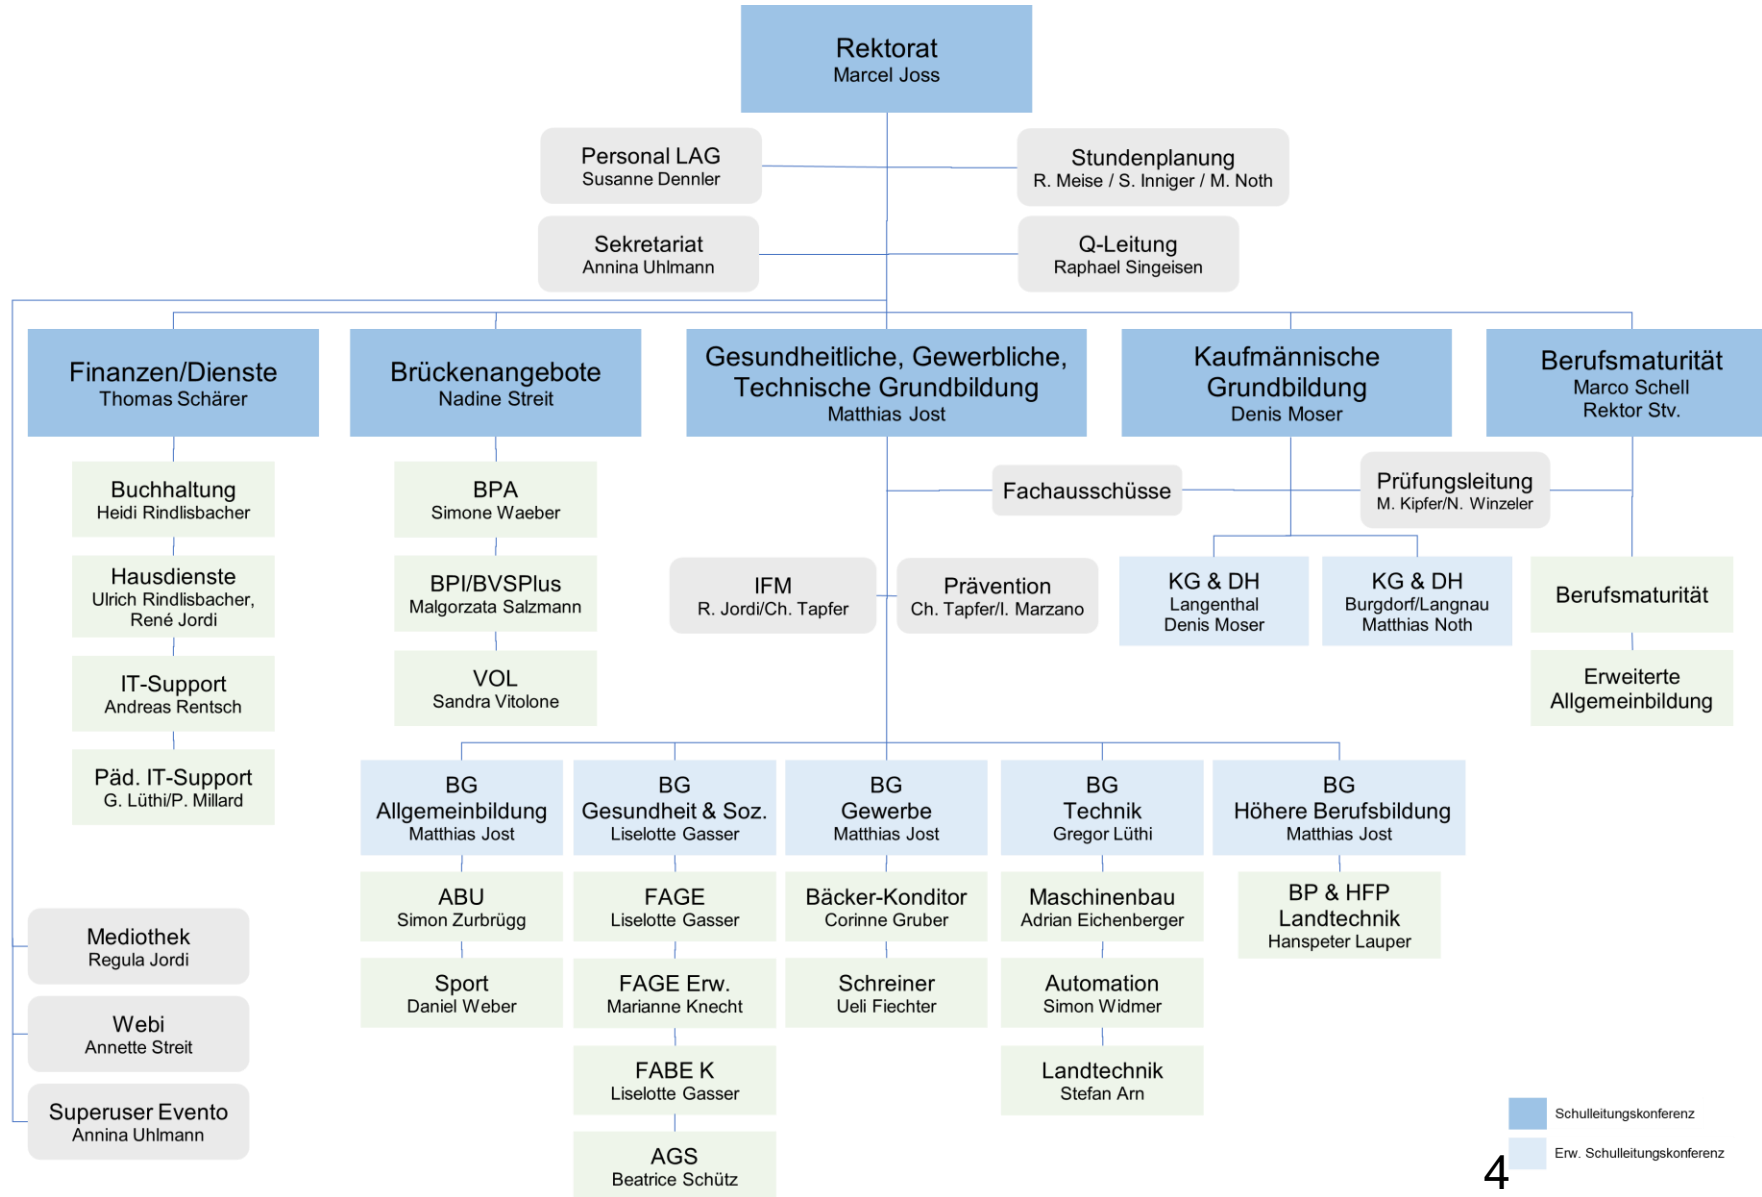 Rektorat
Marcel Joss
Personal LAG
Susanne Dennler
Stundenplanung
R. Meise / S. Inniger / M. Noth
Sekretariat
Annina Uhlmann
Q-Leitung
Raphael Singeisen
Finanzen/Dienste
Thomas Schärer
Brückenangebote
Nadine Streit
Gesundheitliche, Gewerbliche,
Technische Grundbildung
Matthias Jost
Kaufmännische
Grundbildung
Denis Moser
Berufsmaturität
Marco Schell
Rektor Stv.
Buchhaltung
Heidi Rindlisbacher
Hausdienste
Ulrich Rindlisbacher,
René Jordi
IT-Support
Andreas Rentsch
Päd. IT-Support
G. Lüthi/P. Millard
BPA
Simone Waeber
BPI/BVSPlus
Malgorzata Salzmann
VOL
Sandra Vitolone
Fachausschüsse
Prüfungsleitung
M. Kipfer/N. Winzeler
IFM
R. Jordi/Ch. Tapfer
Prävention
Ch. Tapfer/I. Marzano
KG & DH
Langenthal
Denis Moser
KG & DH
Burgdorf/Langnau
Matthias Noth
Berufsmaturität
Erweiterte
Allgemeinbildung
BG
Allgemeinbildung
Matthias Jost
ABU
Simon Zurbrügg
Sport
Daniel Weber
BG
Gesundheit & Soz.
Liselotte Gasser
FAGE
Liselotte Gasser
FAGE Erw.
Marianne Knecht
FABE K
Liselotte Gasser
AGS
Beatrice Schütz
BG
Gewerbe
Matthias Jost
Bäcker-Konditor
Corinne Gruber
Schreiner
Ueli Fiechter
BG
Technik
Gregor Lüthi
Maschinenbau
Adrian Eichenberger
Automation
Simon Widmer
Landtechnik
Stefan Arn
BG
Höhere Berufsbildung
Matthias Jost
BP & HFP
Landtechnik
Hanspeter Lauper
Mediothek
Regula Jordi
Webi
Annette Streit
Superuser Evento
Annina Uhlmann
Schulleitungskonferenz
Erw. Schulleitungskonferenz
4